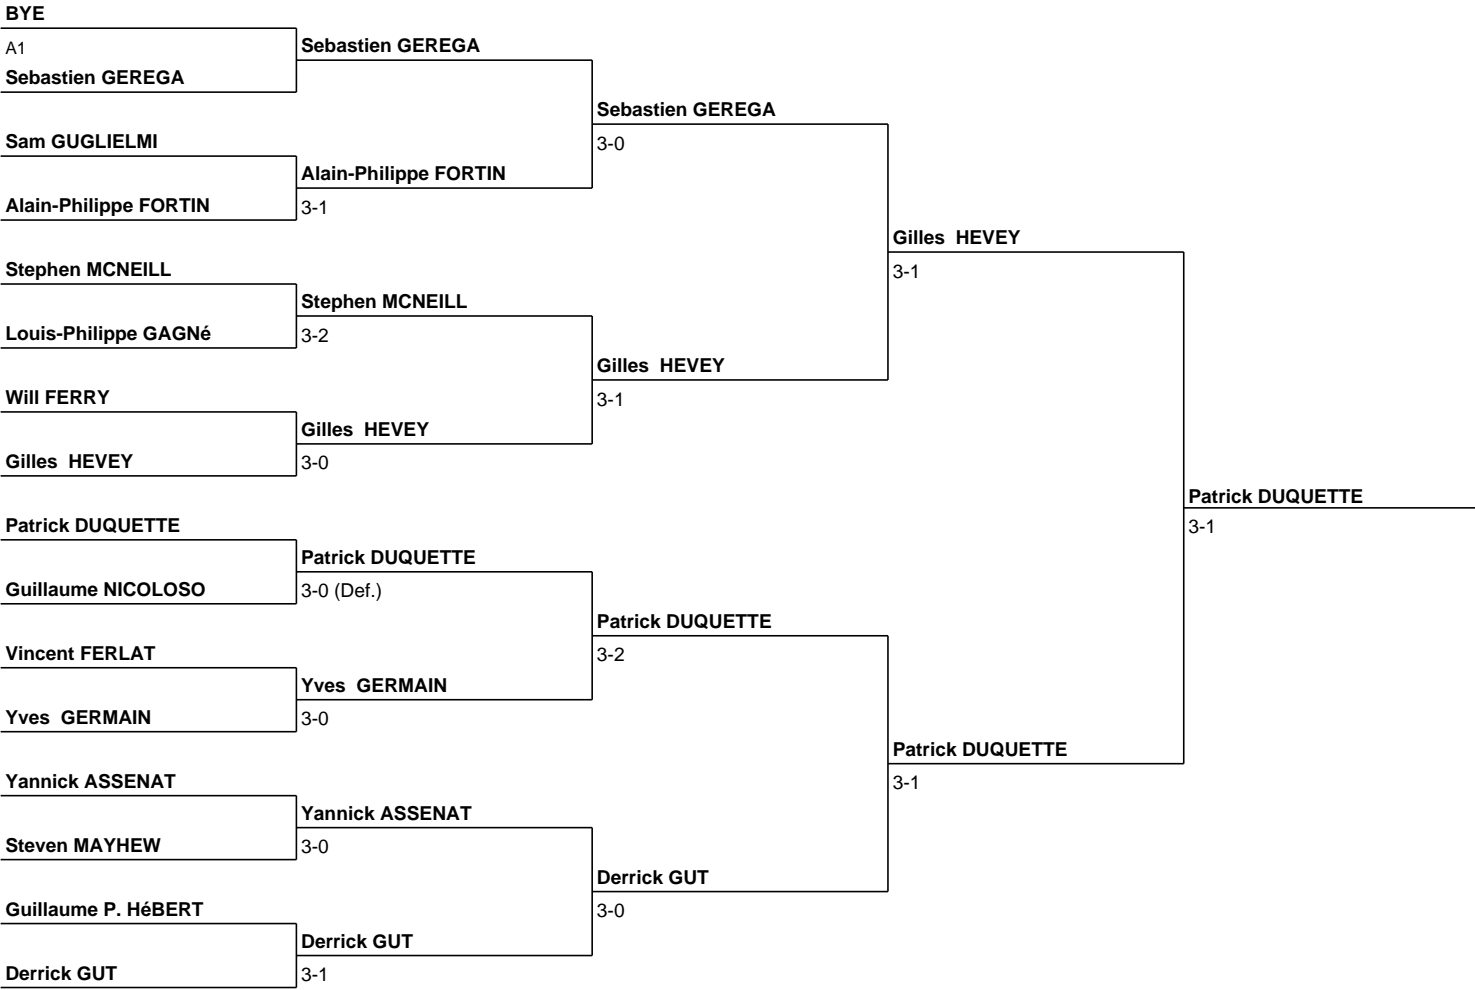 BYE
A1
Sebastien GEREGA
Sam GUGLIELMI
Alain-Philippe FORTIN
Stephen MCNEILL
Louis-Philippe GAGNé
Will FERRY
Gilles HEVEY
Patrick DUQUETTE
Guillaume NICOLOSO
Vincent FERLAT
Yves GERMAIN
Yannick ASSENAT
Steven MAYHEW
Guillaume P. HéBERT
Derrick GUT
Sebastien GEREGA
Alain-Philippe FORTIN
3-1
Stephen MCNEILL
3-2
Gilles HEVEY
3-0
Patrick DUQUETTE
3-0 (Def.)
Yves GERMAIN
3-0
Yannick ASSENAT
3-0
Derrick GUT
3-1
Sebastien GEREGA
3-0
Gilles HEVEY
3-1
Patrick DUQUETTE
3-2
Derrick GUT
3-0
Gilles HEVEY
3-1
Patrick DUQUETTE
3-1
Patrick DUQUETTE
3-1